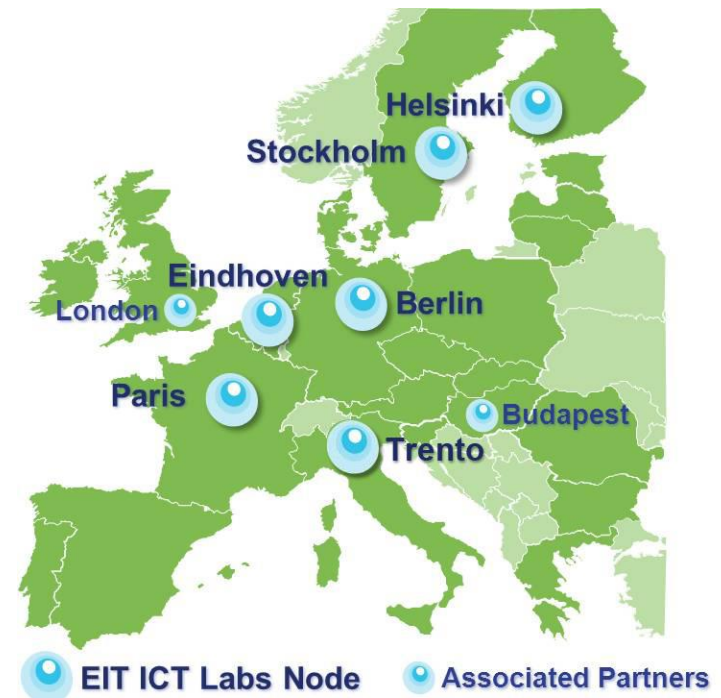 Helsinki
Stockholm
Eindhoven
London
Berlin
Paris
Budapest
Trento
EIT ICT Labs Node
Associated Partners